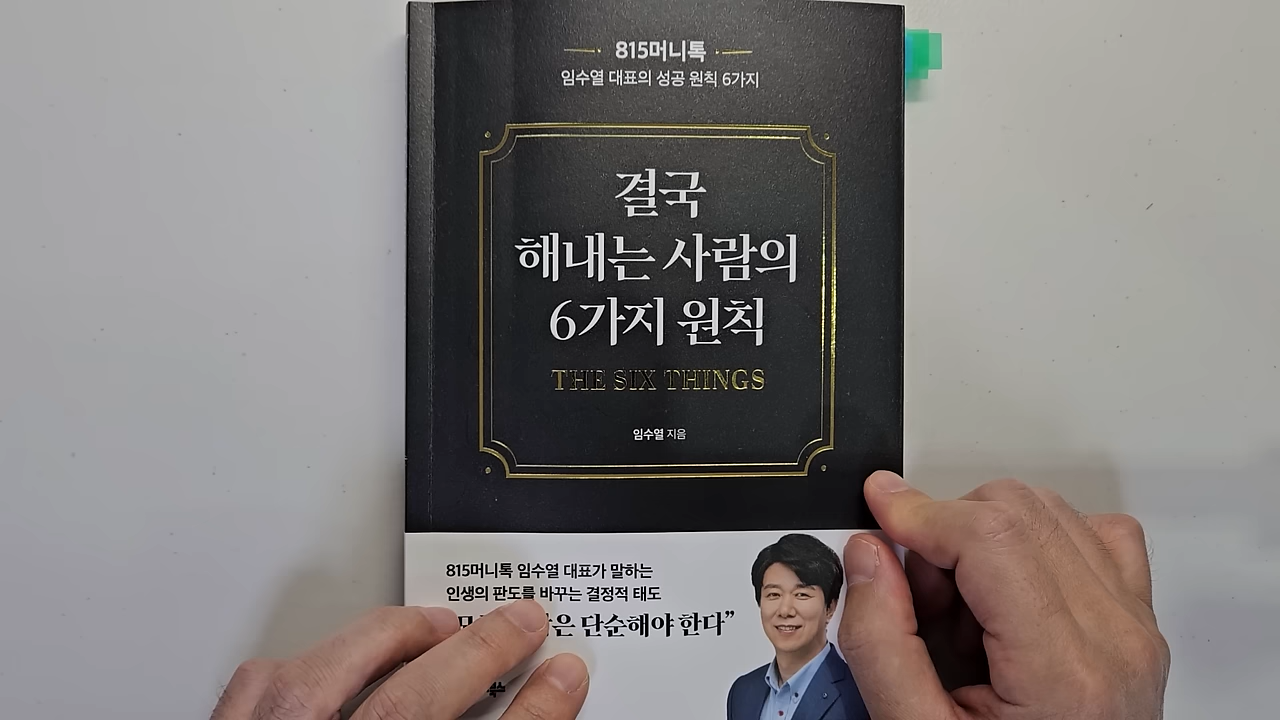 815머니톡
임수열 대표의 성공 원칙 6가지
결국
해내는 사람의
6가지 원칙
THE SIX THINGS
임수열 지음
815머니톡 임수열 대표가 말하는
인생의 판도를 바꾸는 결정적 태도
단순해야 한다”